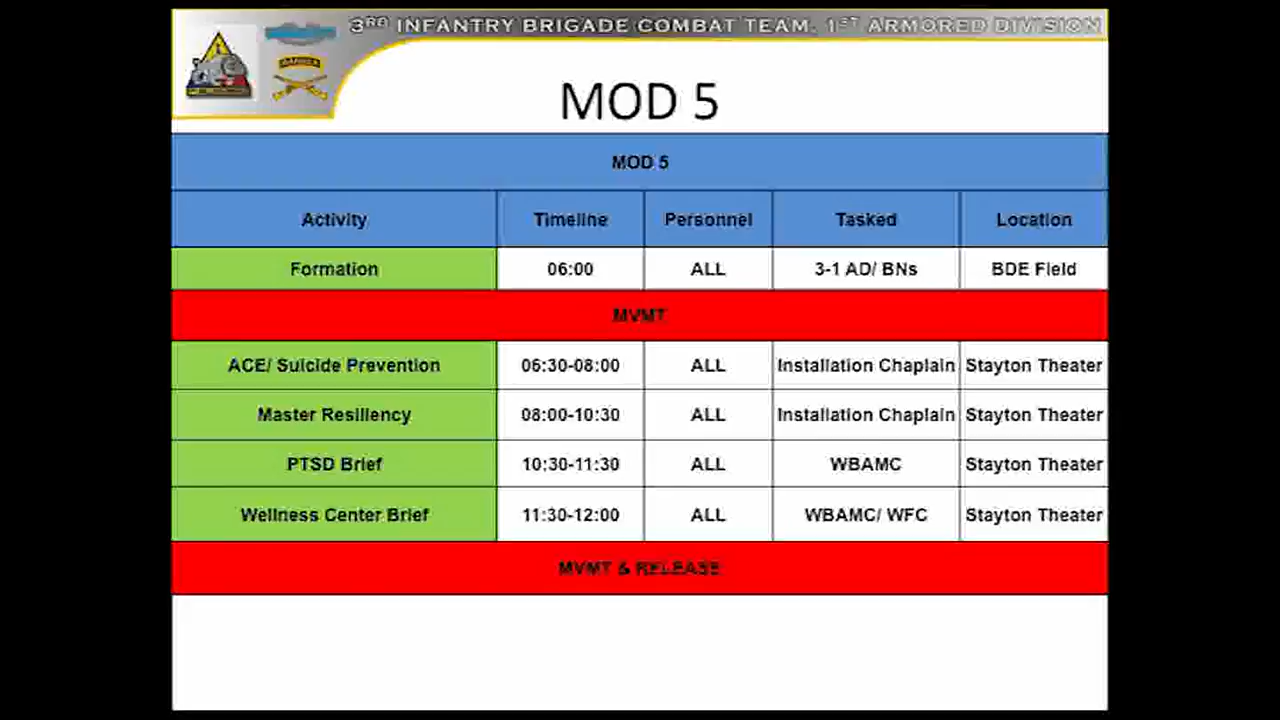 3RD INFANTRY BRIGADE COMBAT TEAM, 1ST ARMORED DIVISION
RANGER
MOD 5
MOD 5
Activity Timeline Personnel Tasked Location
Formation 06:00 ALL 3-1 AD/ BNs BDE Field
MVMT
ACE/ Suicide Prevention 06:30-08:00 ALL Installation Chaplain Stayton Theater
Master Resiliency 08:00-10:30 ALL Installation Chaplain Stayton Theater
PTSD Brief 10:30-11:30 ALL WBAMC Stayton Theater
Wellness Center Brief 11:30-12:00 ALL WBAMC/ WFC Stayton Theater
MVMT & RELEASE